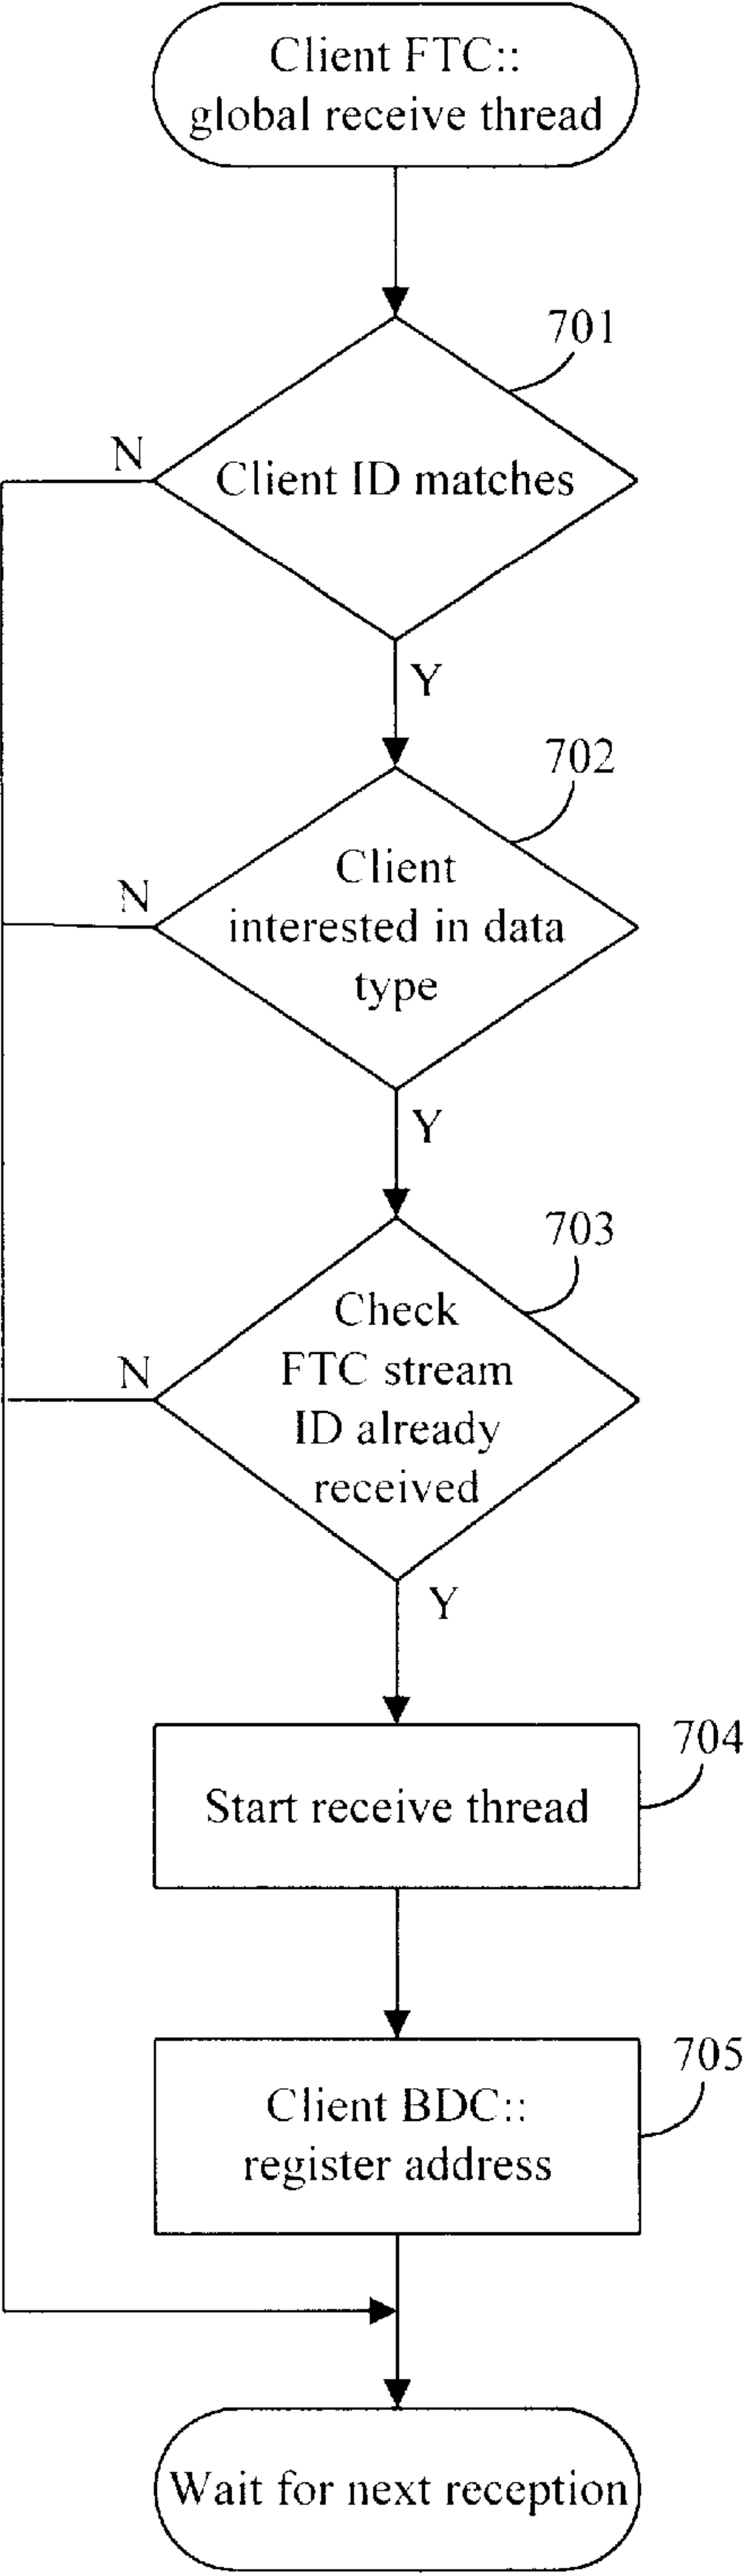 Client FTC::
global receive thread
701
N
Client ID matches
Y
702
N
Client
interested in data
type
Y
703
N
Check
FTC stream
ID already
received
Y
704
Start receive thread
705
Client BDC::
register address
Wait for next reception